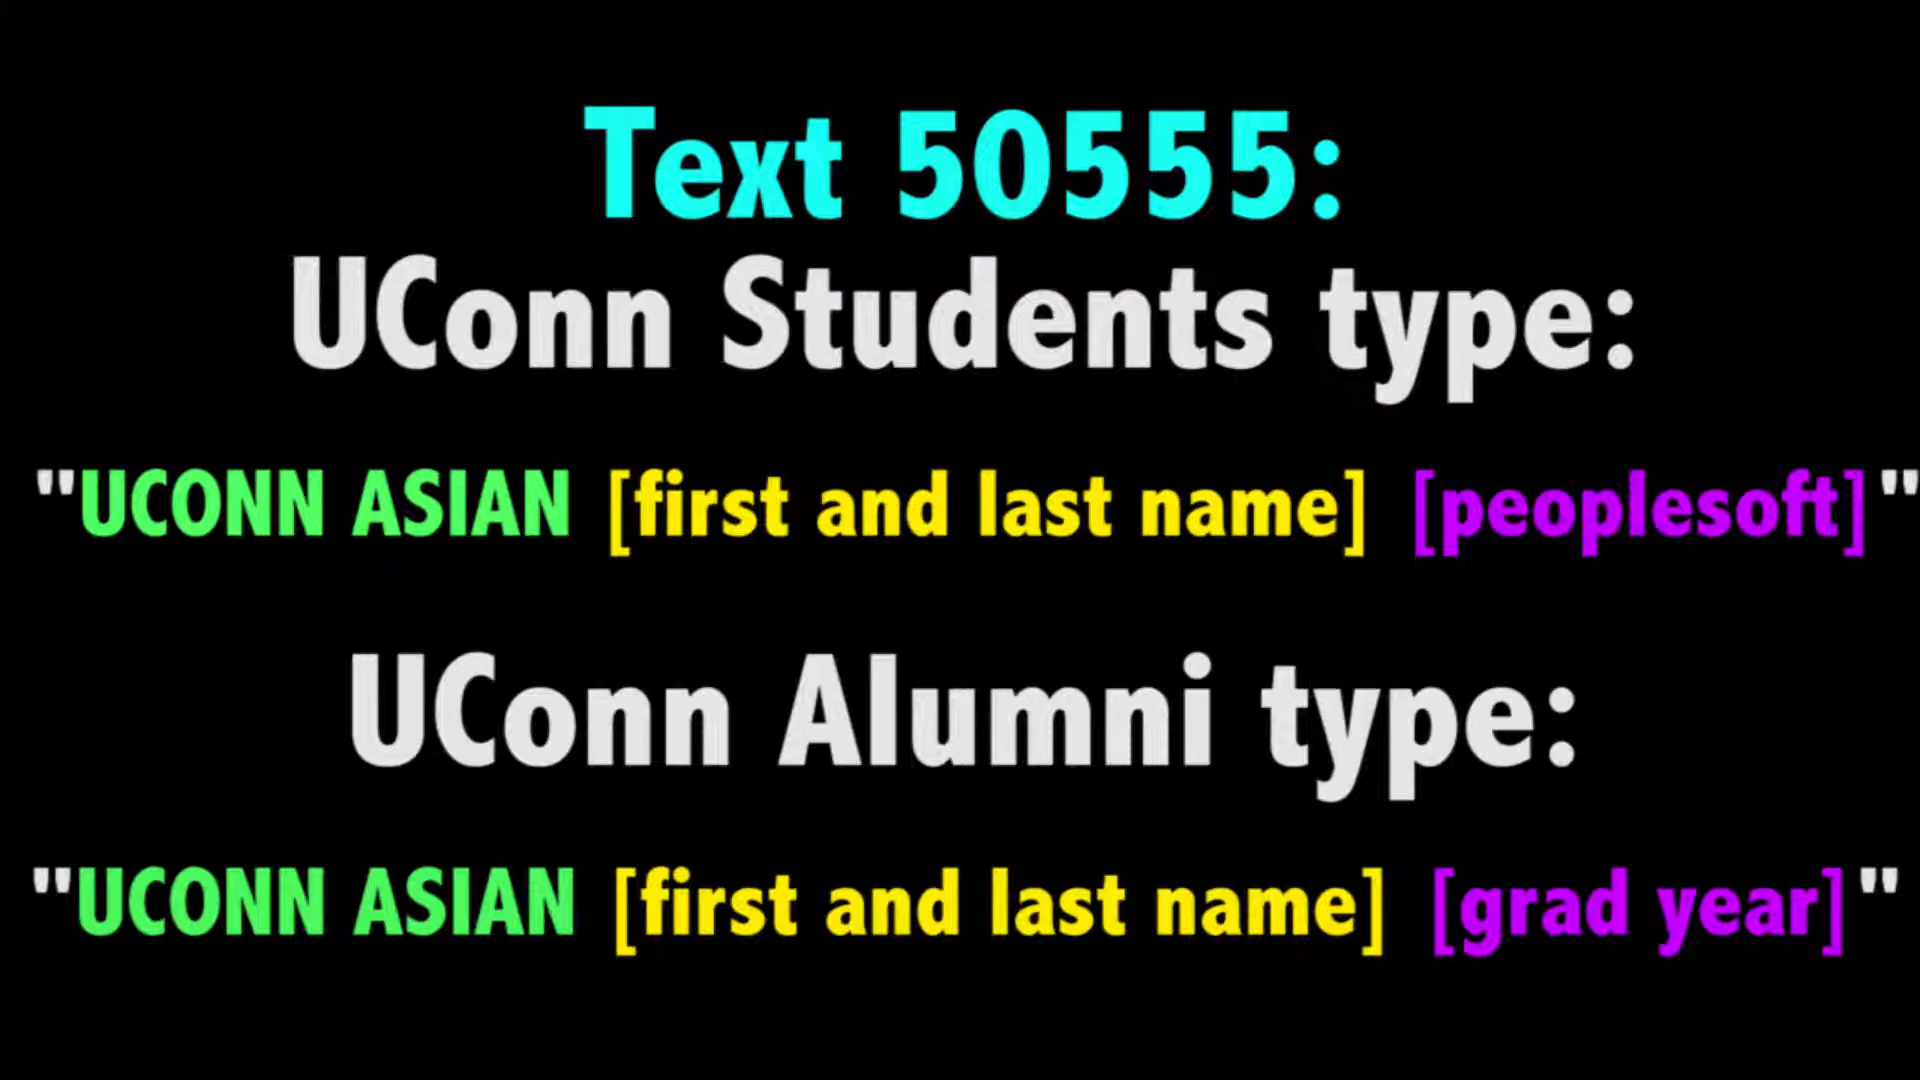 Text 50555:
UConn Students type:
"UCONN ASIAN [first and last name] [peoplesoft]"
UConn Alumni type:
"UCONN ASIAN [first and last name] [grad year]"